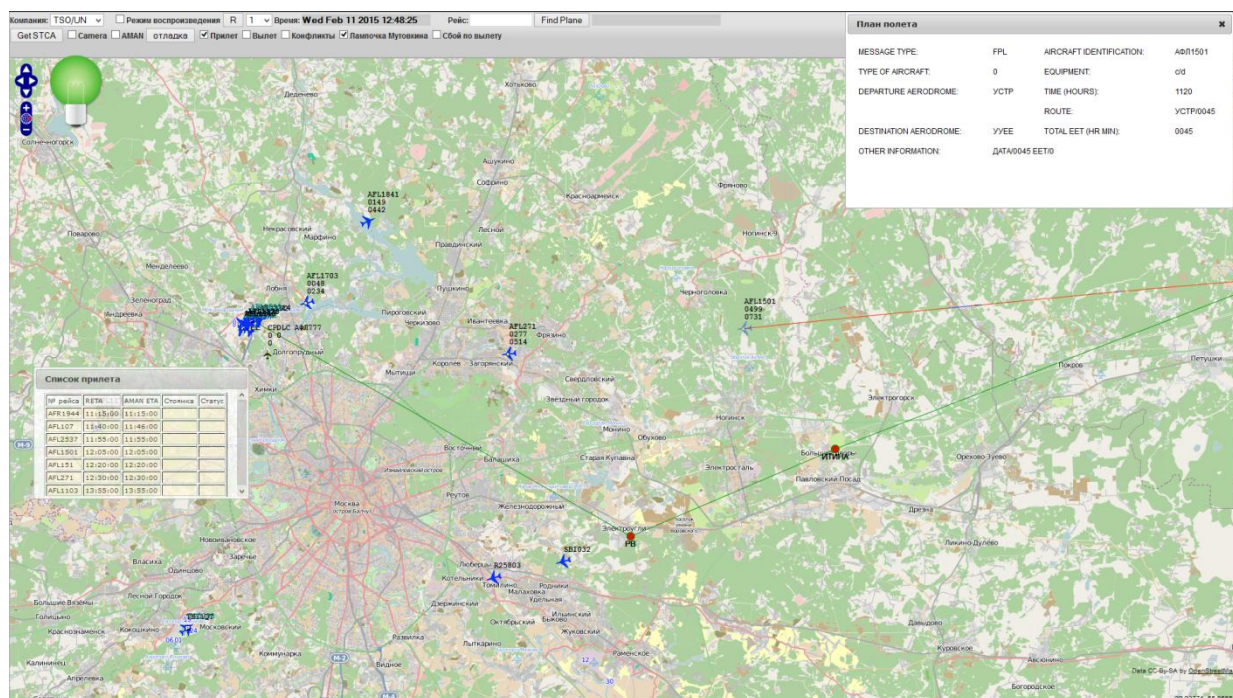 Компания: TSO/UN Режим воспроизведения R 1 Время: Wed Feb 11 2015 12:48:25 Рейс: Find Plane
Get STCA Camera AMAN отладка Прилет Вылет Конфликты Лампочка Мутовкина Сбой по вылету
План полета
MESSAGE TYPE: FPL AIRCRAFT IDENTIFICATION: АФЛ1501
TYPE OF AIRCRAFT: 0 EQUIPMENT: c/d
DEPARTURE AERODROME: УСТР TIME (HOURS): 1120
ROUTE: УСТР/0045
DESTINATION AERODROME: УУЕЕ TOTAL EET (HR MIN): 0045
OTHER INFORMATION: ДАТА/0045 EET/0
Хотьково
Деденево
Солнечногорск
Ашукино
Софрино
Красноармейск
Фряново
AFL1841
0149
0442
Некрасовский
Марфино
Лесной
Поварово
Правдинский
Ногинск-9
Менделеево
AFL1703
0048
0234
Лобня
Пушкино
Черноголовка
Зеленоград
Андреевка
Пироговский
Черкизово
Ивантеевка
AFL271
0277
0514
Фрязино
AFL1501
0499
0731
CPDLC
0 0
0
Долгопрудный
Мытищи
Королёв
Загорянский
Покров
Петушки
Химки
Свердловский
Звёздный городок
Электрогорск
Монино
Ногинск
Обухово
Список прилета
№ рейса RETA AMAN ETA Стоянка Статус
AFR1944 11:15:00 11:15:00
AFL107 11:40:00 11:46:00
AFL2537 11:55:00 11:55:00
AFL1501 12:05:00 12:05:00
AFL151 12:20:00 12:20:00
AFL271 12:30:00 12:30:00
AFL1103 13:55:00 13:55:00
М-9
Восточный
Балашиха
Старая Купавна
Электросталь
ИТИНА
Павловский Посад
Орехово-Зуево
Измайловский остров
Реутов
Железнодорожный
Москва
Дрезна
Электроугли
РВ
Новоивановское
Заречье
Власиха
Одинцово
SBI032
Люберцы
R25803
Котельники
Томилино
Родники
Малаховка
Удельная
Ликино-Дулёво
Лесной Городок
Большие Вязёмы
Голицыно
Дзержинский
Октябрьский
Ильинский
Быково
Жуковский
Краснознаменск
Кокошкино
Московский
Развилка
Лыткарино
Давыдово
Куровское
Калининец
Коммунарка
М-2
Видное
Раменское
12
30
Авсюнино
Апрелевка
М-4
Богородское
Data CC-By-SA by OpenStreetMa